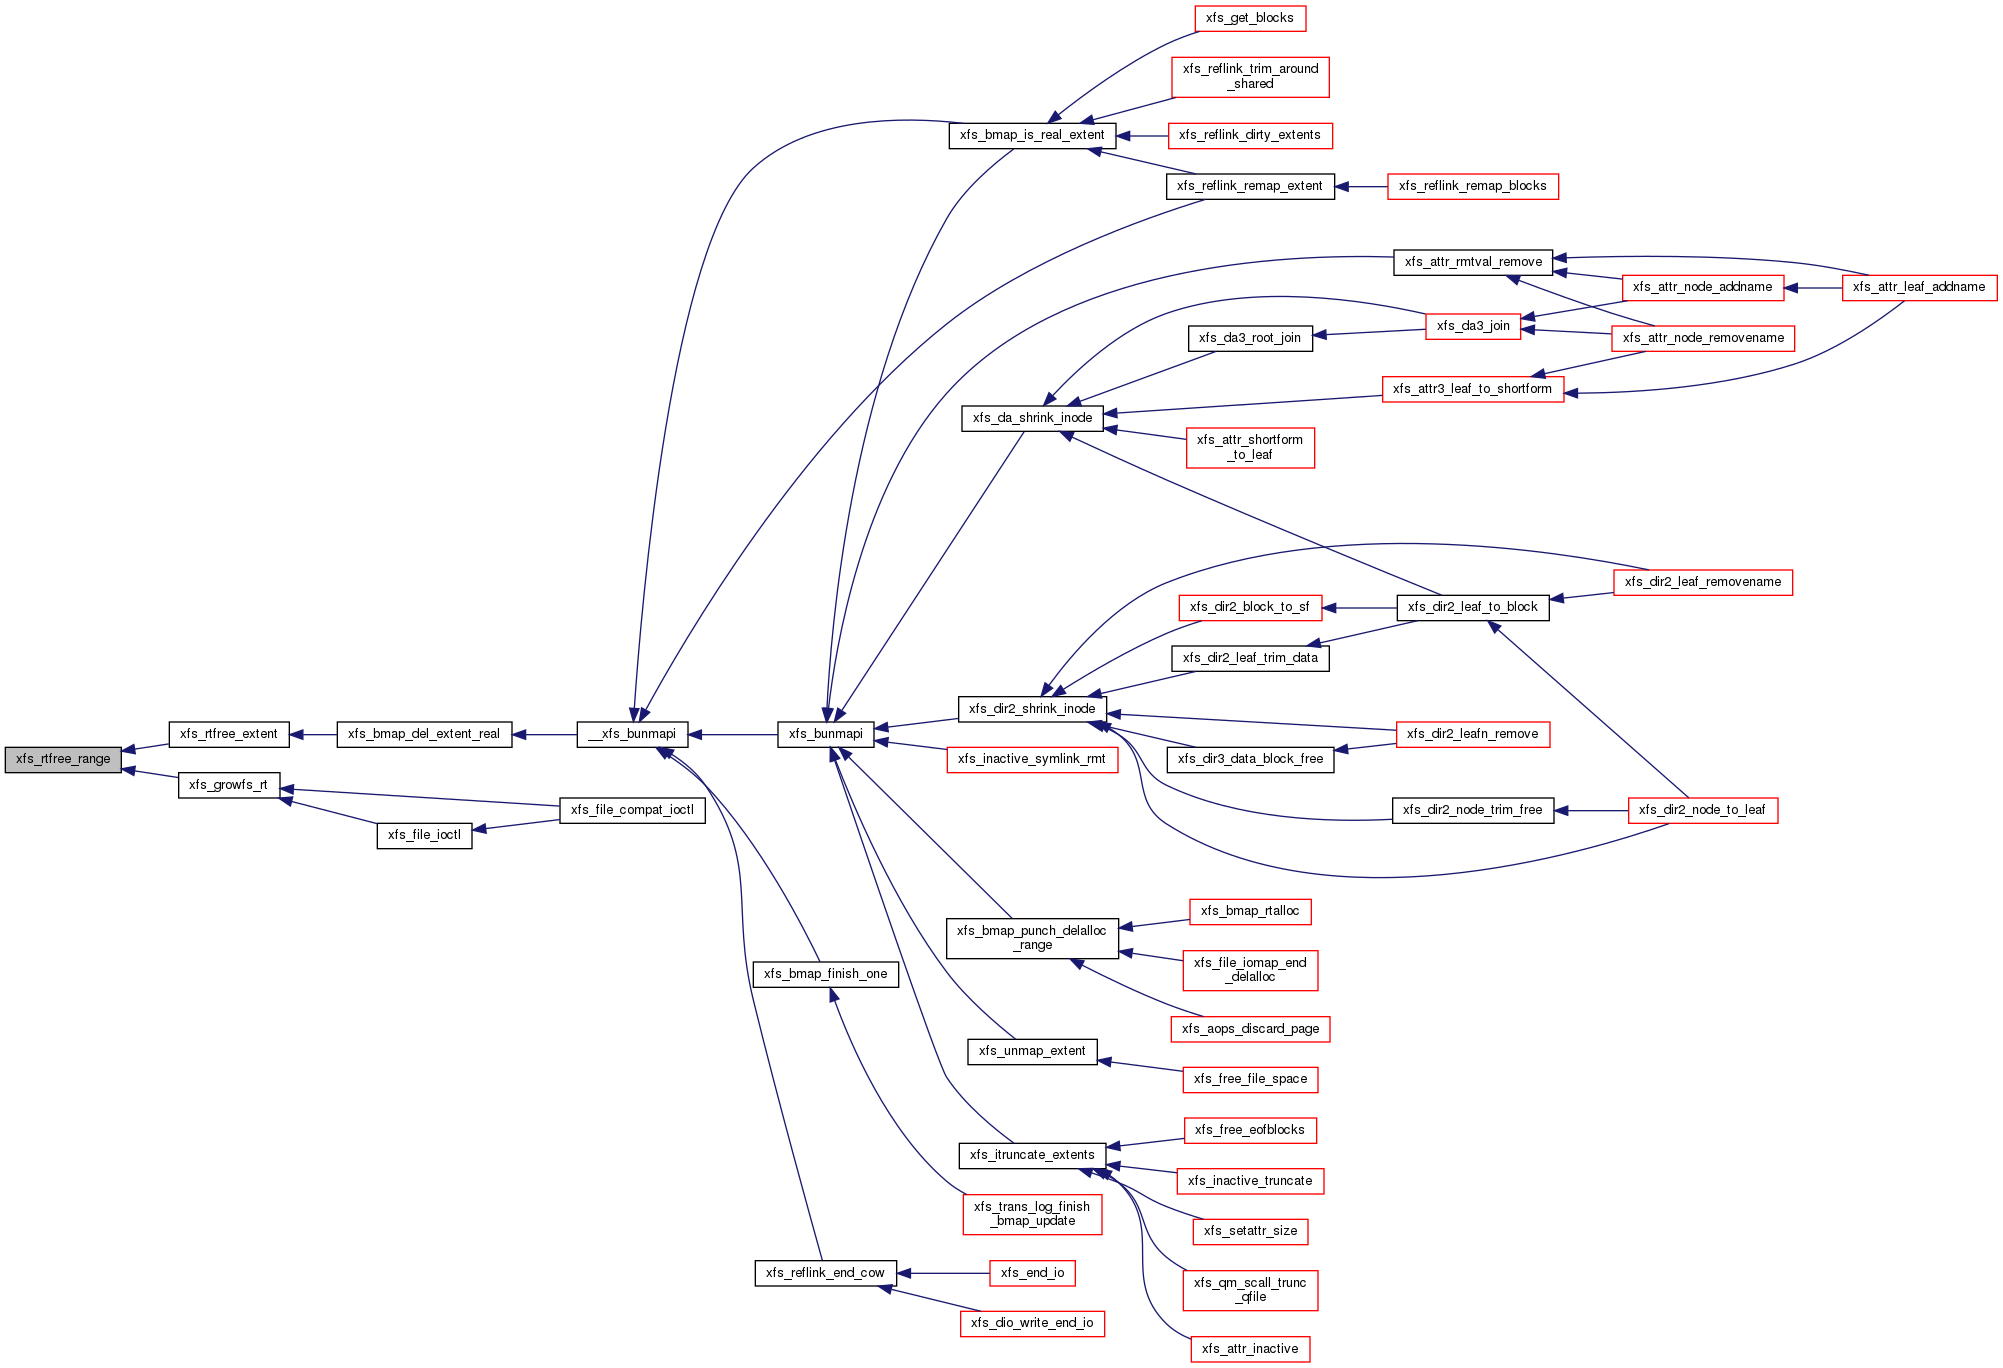 xfs_get_blocks
xfs_reflink_trim_around
_shared
xfs_bmap_is_real_extent
xfs_reflink_dirty_extents
xfs_reflink_remap_extent
xfs_reflink_remap_blocks
xfs_attr_rmtval_remove
xfs_attr_node_addname
xfs_attr_leaf_addname
xfs_da3_root_join
xfs_da3_join
xfs_attr_node_removename
xfs_attr3_leaf_to_shortform
xfs_da_shrink_inode
xfs_attr_shortform
_to_leaf
xfs_dir2_leaf_removename
xfs_dir2_block_to_sf
xfs_dir2_leaf_to_block
xfs_dir2_leaf_trim_data
xfs_dir2_shrink_inode
xfs_rtfree_extent
xfs_bmap_del_extent_real
__xfs_bunmapi
xfs_bunmapi
xfs_dir2_leafn_remove
xfs_rtfree_range
xfs_inactive_symlink_rmt
xfs_dir3_data_block_free
xfs_growfs_rt
xfs_file_compat_ioctl
xfs_dir2_node_trim_free
xfs_dir2_node_to_leaf
xfs_file_ioctl
xfs_bmap_rtalloc
xfs_bmap_punch_delalloc
_range
xfs_file_iomap_end
_delalloc
xfs_bmap_finish_one
xfs_aops_discard_page
xfs_unmap_extent
xfs_free_file_space
xfs_free_eofblocks
xfs_itruncate_extents
xfs_inactive_truncate
xfs_trans_log_finish
_bmap_update
xfs_setattr_size
xfs_reflink_end_cow
xfs_end_io
xfs_qm_scall_trunc
_qfile
xfs_dio_write_end_io
xfs_attr_inactive